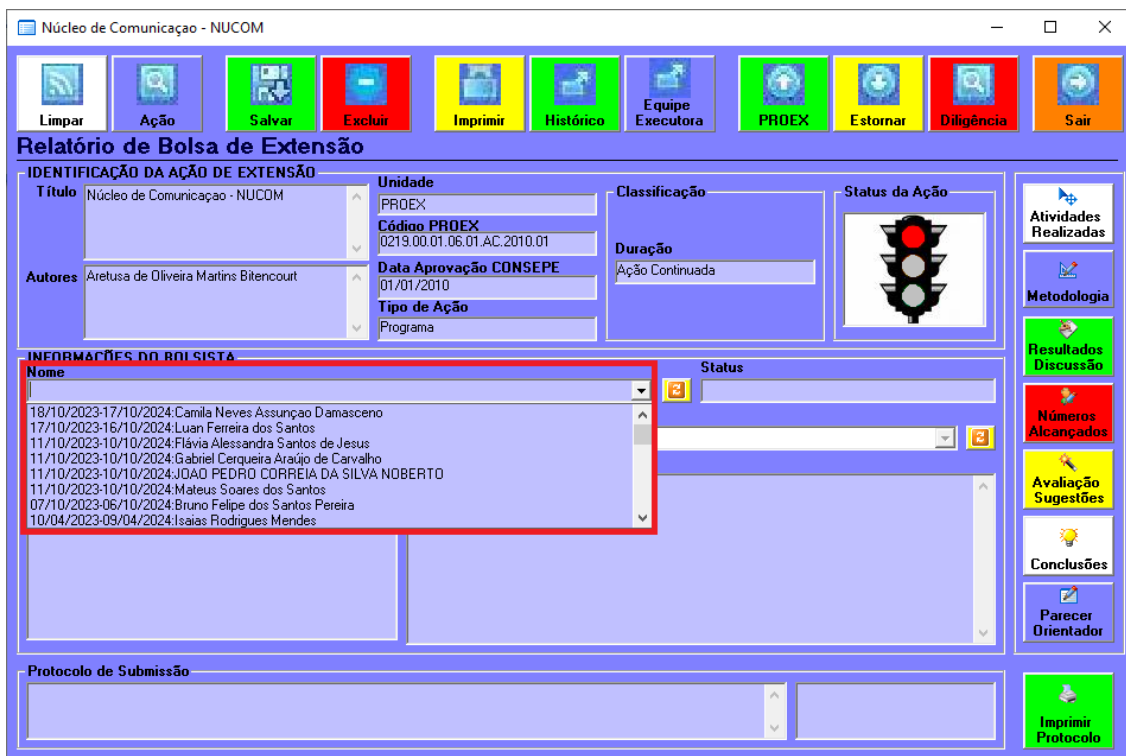 Núcleo de Comunicaçao - NUCOM
Limpar
Ação
Salvar
Excluir
Imprimir
Histórico
Equipe
Executora
PROEX
Estornar
Diligência
Sair
Relatório de Bolsa de Extensão
IDENTIFICAÇÃO DA AÇÃO DE EXTENSÃO
Título
Núcleo de Comunicaçao - NUCOM
Autores
Aretusa de Oliveira Martins Bitencourt
Unidade
PROEX
Código PROEX
0219.00.01.06.01.AC.2010.01
Data Aprovação CONSEPE
01/01/2010
Tipo de Ação
Programa
Classificação
Duração
Ação Continuada
Status da Ação
INFORMAÇÕES DO BOLSISTA
Nome
Status
18/10/2023-17/10/2024:Camila Neves Assunçao Damasceno
17/10/2023-16/10/2024:Luan Ferreira dos Santos
11/10/2023-10/10/2024:Flávia Alessandra Santos de Jesus
11/10/2023-10/10/2024:Gabriel Cerqueira Araújo de Carvalho
11/10/2023-10/10/2024:JOAO PEDRO CORREIA DA SILVA NOBERTO
11/10/2023-10/10/2024:Mateus Soares dos Santos
07/10/2023-06/10/2024:Bruno Felipe dos Santos Pereira
10/04/2023-09/04/2024:Isaias Rodrigues Mendes
Protocolo de Submissão
Atividades
Realizadas
Metodologia
Resultados
Discussão
Números
Alcançados
Avaliação
Sugestões
Conclusões
Parecer
Orientador
Imprimir
Protocolo